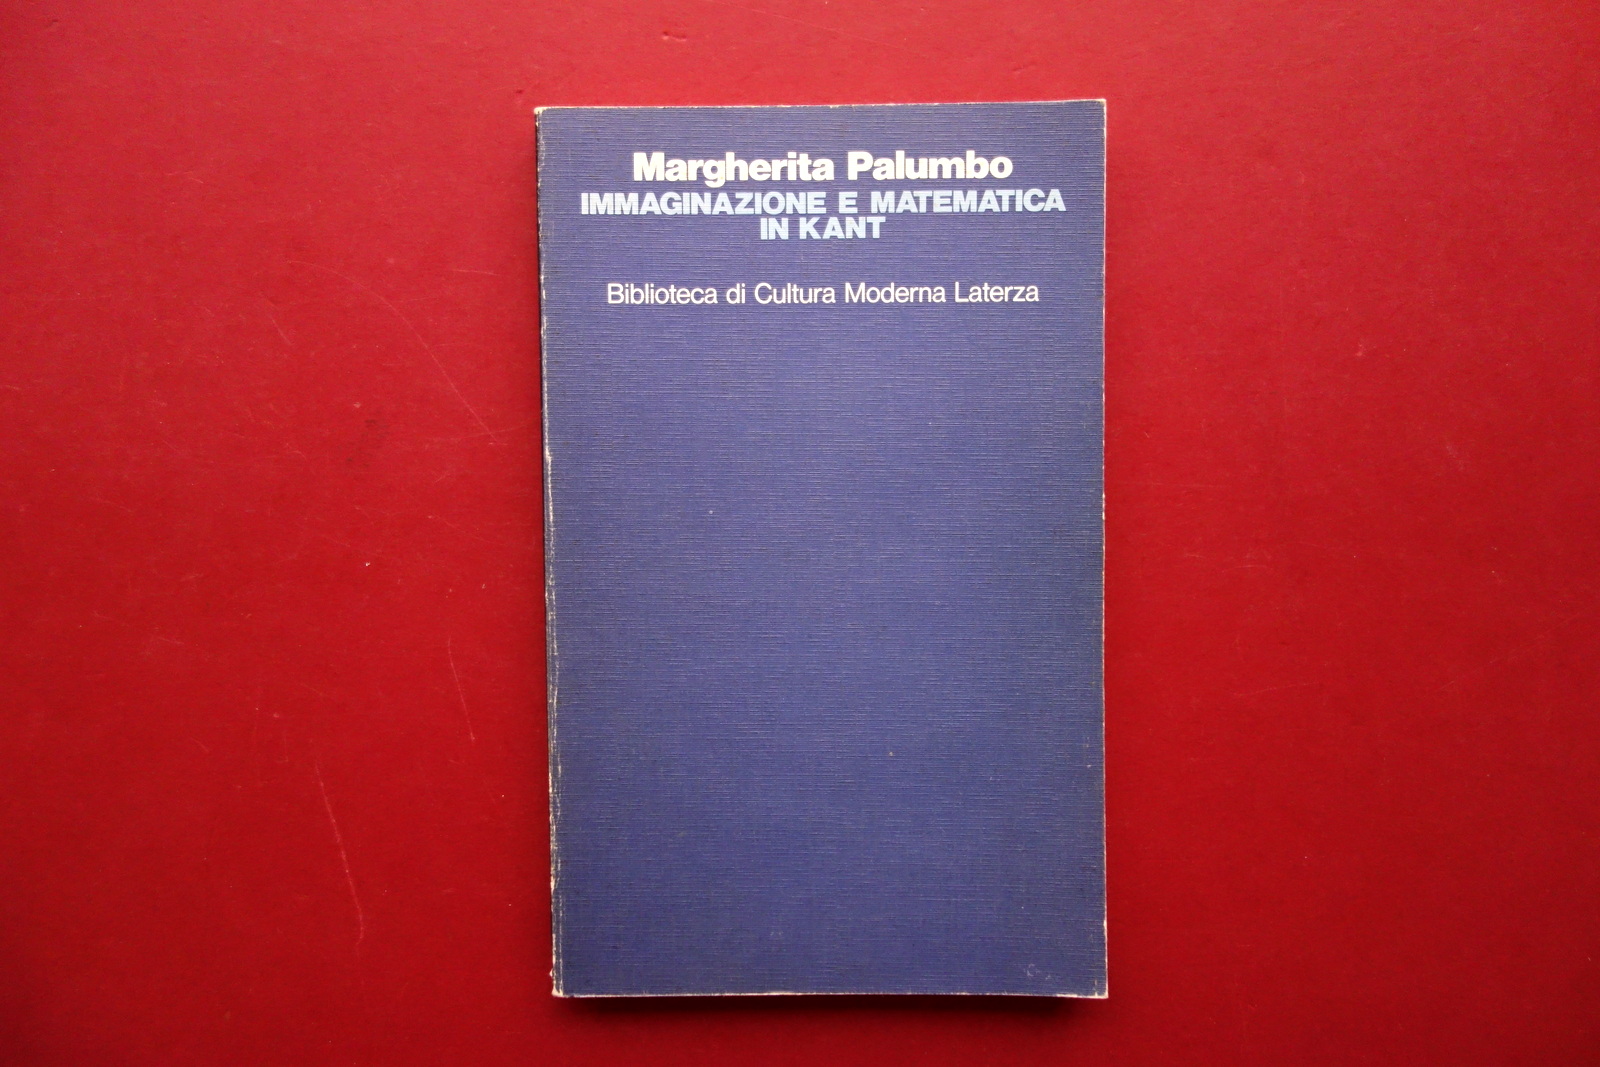 Margherita Palumbo
IMMAGINAZIONE E MATEMATICA
IN KANT
Biblioteca di Cultura Moderna Laterza